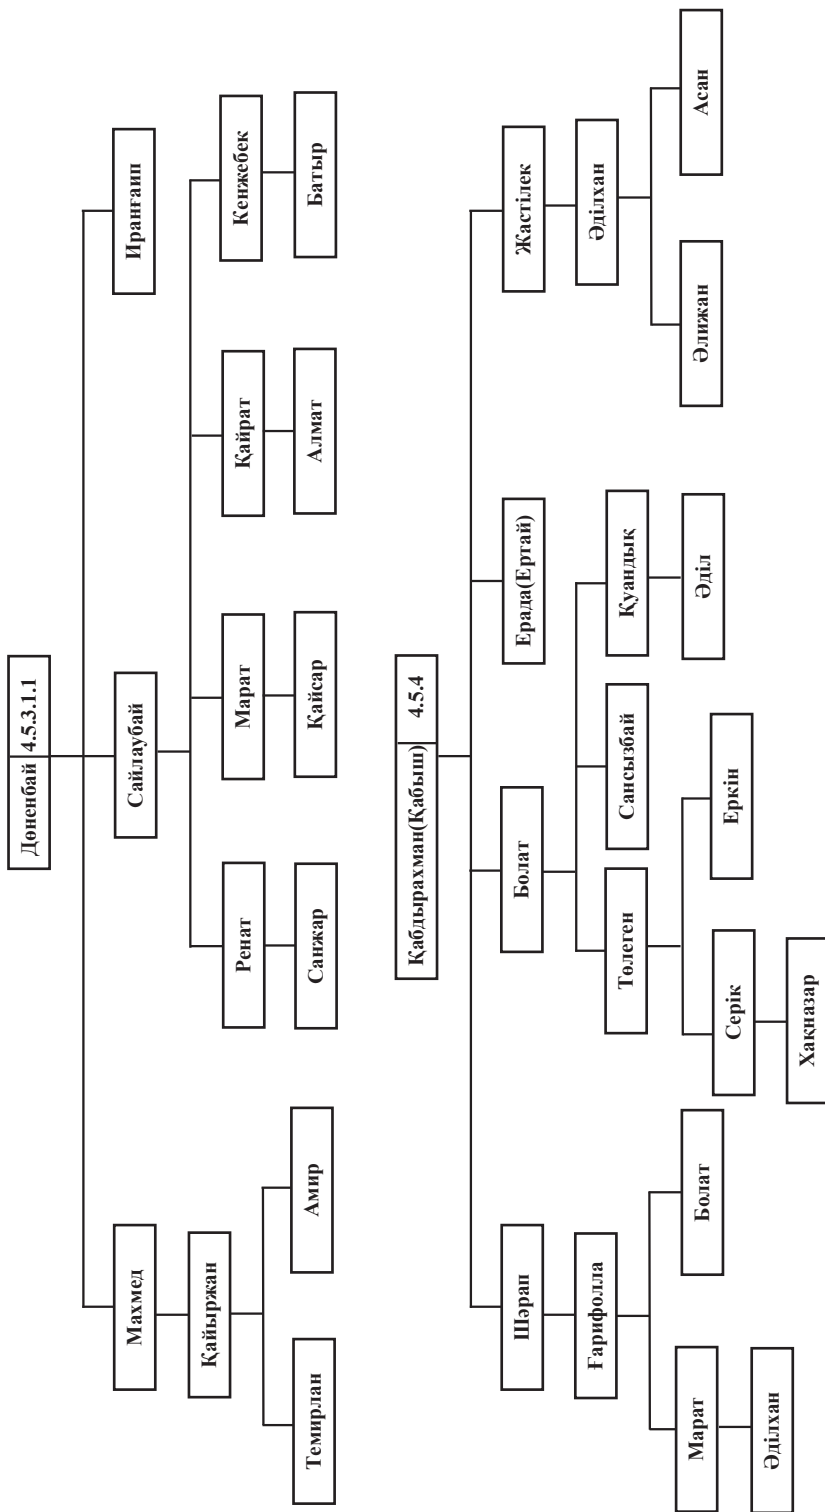 Дөненбай 4.5.3.1.1
Махмед
Сайлаубай
Иранғаип
Қайыржан
Ренат
Марат
Қайрат
Кенжебек
Темирлан
Амир
Санжар
Қайсар
Алмат
Батыр
Қабдырахман(Қабыш) 4.5.4
Шәрап
Болат
Ерада(Ертай)
Жастілек
Ғарифолла
Төлеген
Сансызбай
Қуандық
Әділхан
Марат
Болат
Серік
Еркін
Әділ
Әлижан
Асан
Әділхан
Хақназар